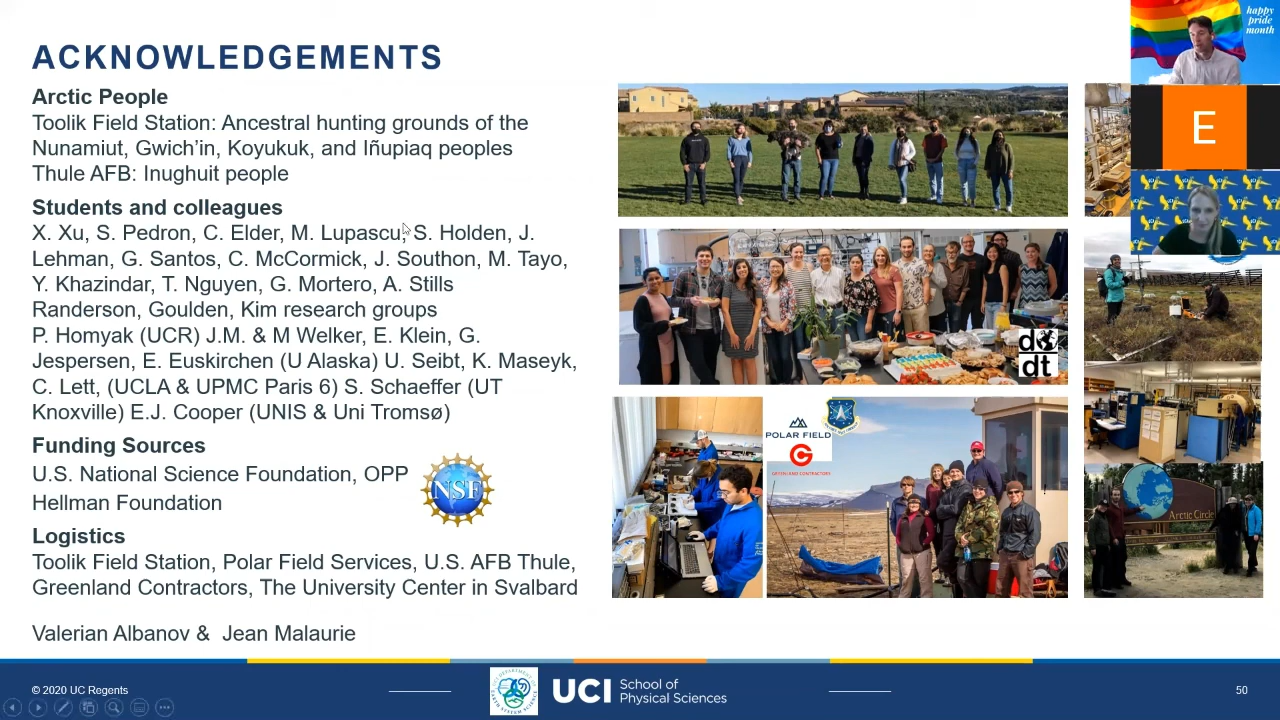 ACKNOWLEDGEMENTS
Arctic People
Toolik Field Station: Ancestral hunting grounds of the
Nunamiut, Gwich’in, Koyukuk, and Iñupiaq peoples
Thule AFB: Inughuit people
Students and colleagues
X. Xu, S. Pedron, C. Elder, M. Lupascu, S. Holden, J.
Lehman, G. Santos, C. McCormick, J. Southon, M. Tayo,
Y. Khazindar, T. Nguyen, G. Mortero, A. Stills
Randerson, Goulden, Kim research groups
P. Homyak (UCR) J.M. & M Welker, E. Klein, G.
Jespersen, E. Euskirchen (U Alaska) U. Seibt, K. Maseyk,
C. Lett, (UCLA & UPMC Paris 6) S. Schaeffer (UT
Knoxville) E.J. Cooper (UNIS & Uni Tromsø)
Funding Sources
U.S. National Science Foundation, OPP
Hellman Foundation
NSF
Logistics
Toolik Field Station, Polar Field Services, U.S. AFB Thule,
Greenland Contractors, The University Center in Svalbard
Valerian Albanov & Jean Malaurie
happy
pride
month
E
POLAR FIELD
GREENLAND CONTRACTORS
Arctic Circle
© 2020 UC Regents
UCI School of
Physical Sciences
50